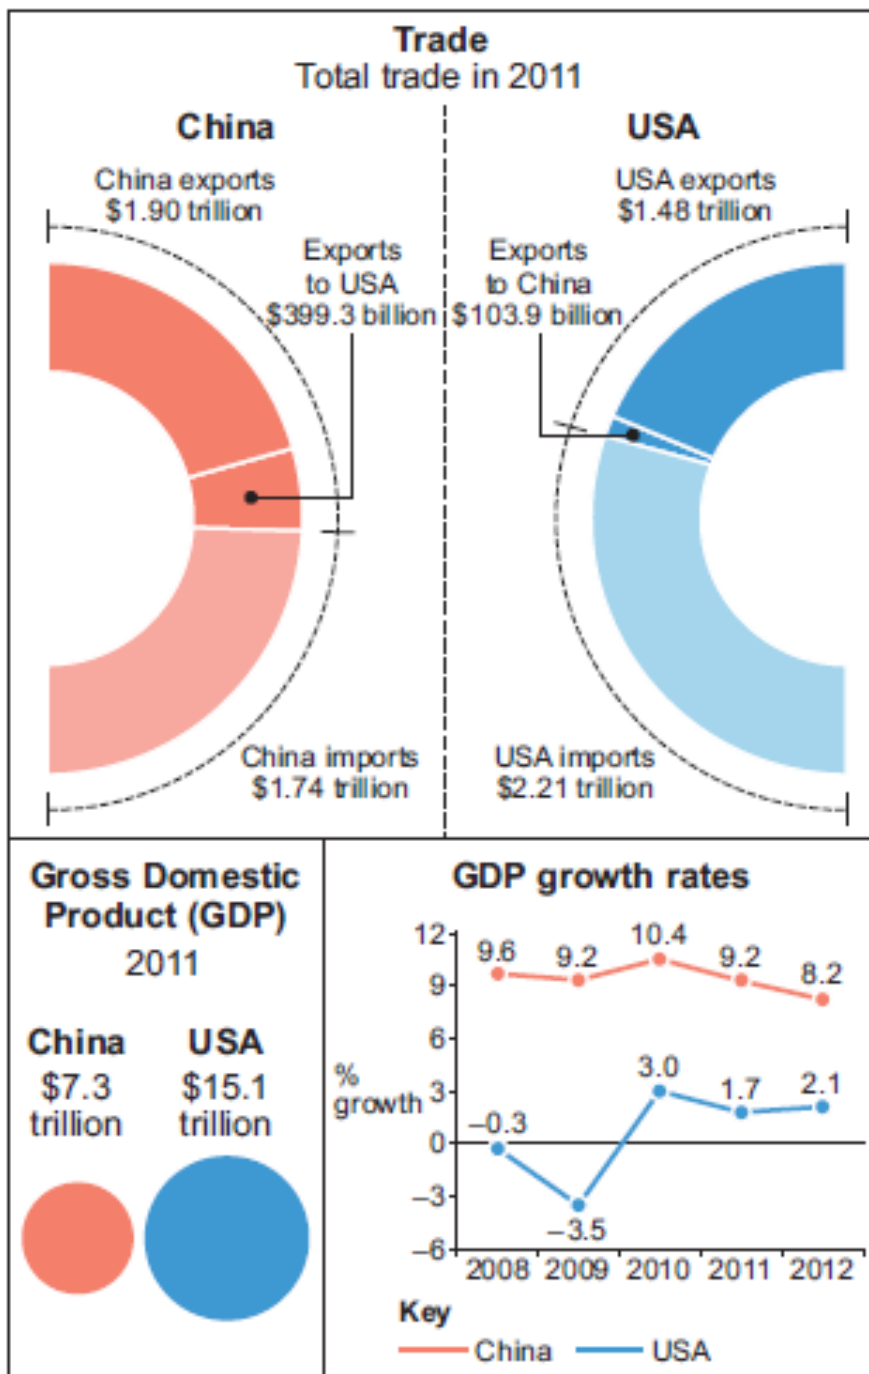 Trade
Total trade in 2011
China
China exports
$1.90 trillion
Exports
to USA
$399.3 billion
China imports
$1.74 trillion
USA
USA exports
$1.48 trillion
Exports
to China
$103.9 billion
USA imports
$2.21 trillion
Gross Domestic
Product (GDP)
2011
China
$7.3
trillion
USA
$15.1
trillion
GDP growth rates
%
growth
12
9
6
3
0
–3
–6
9.6
9.2
10.4
9.2
8.2
–0.3
–3.5
3.0
1.7
2.1
2008
2009
2010
2011
2012
Key
China
USA